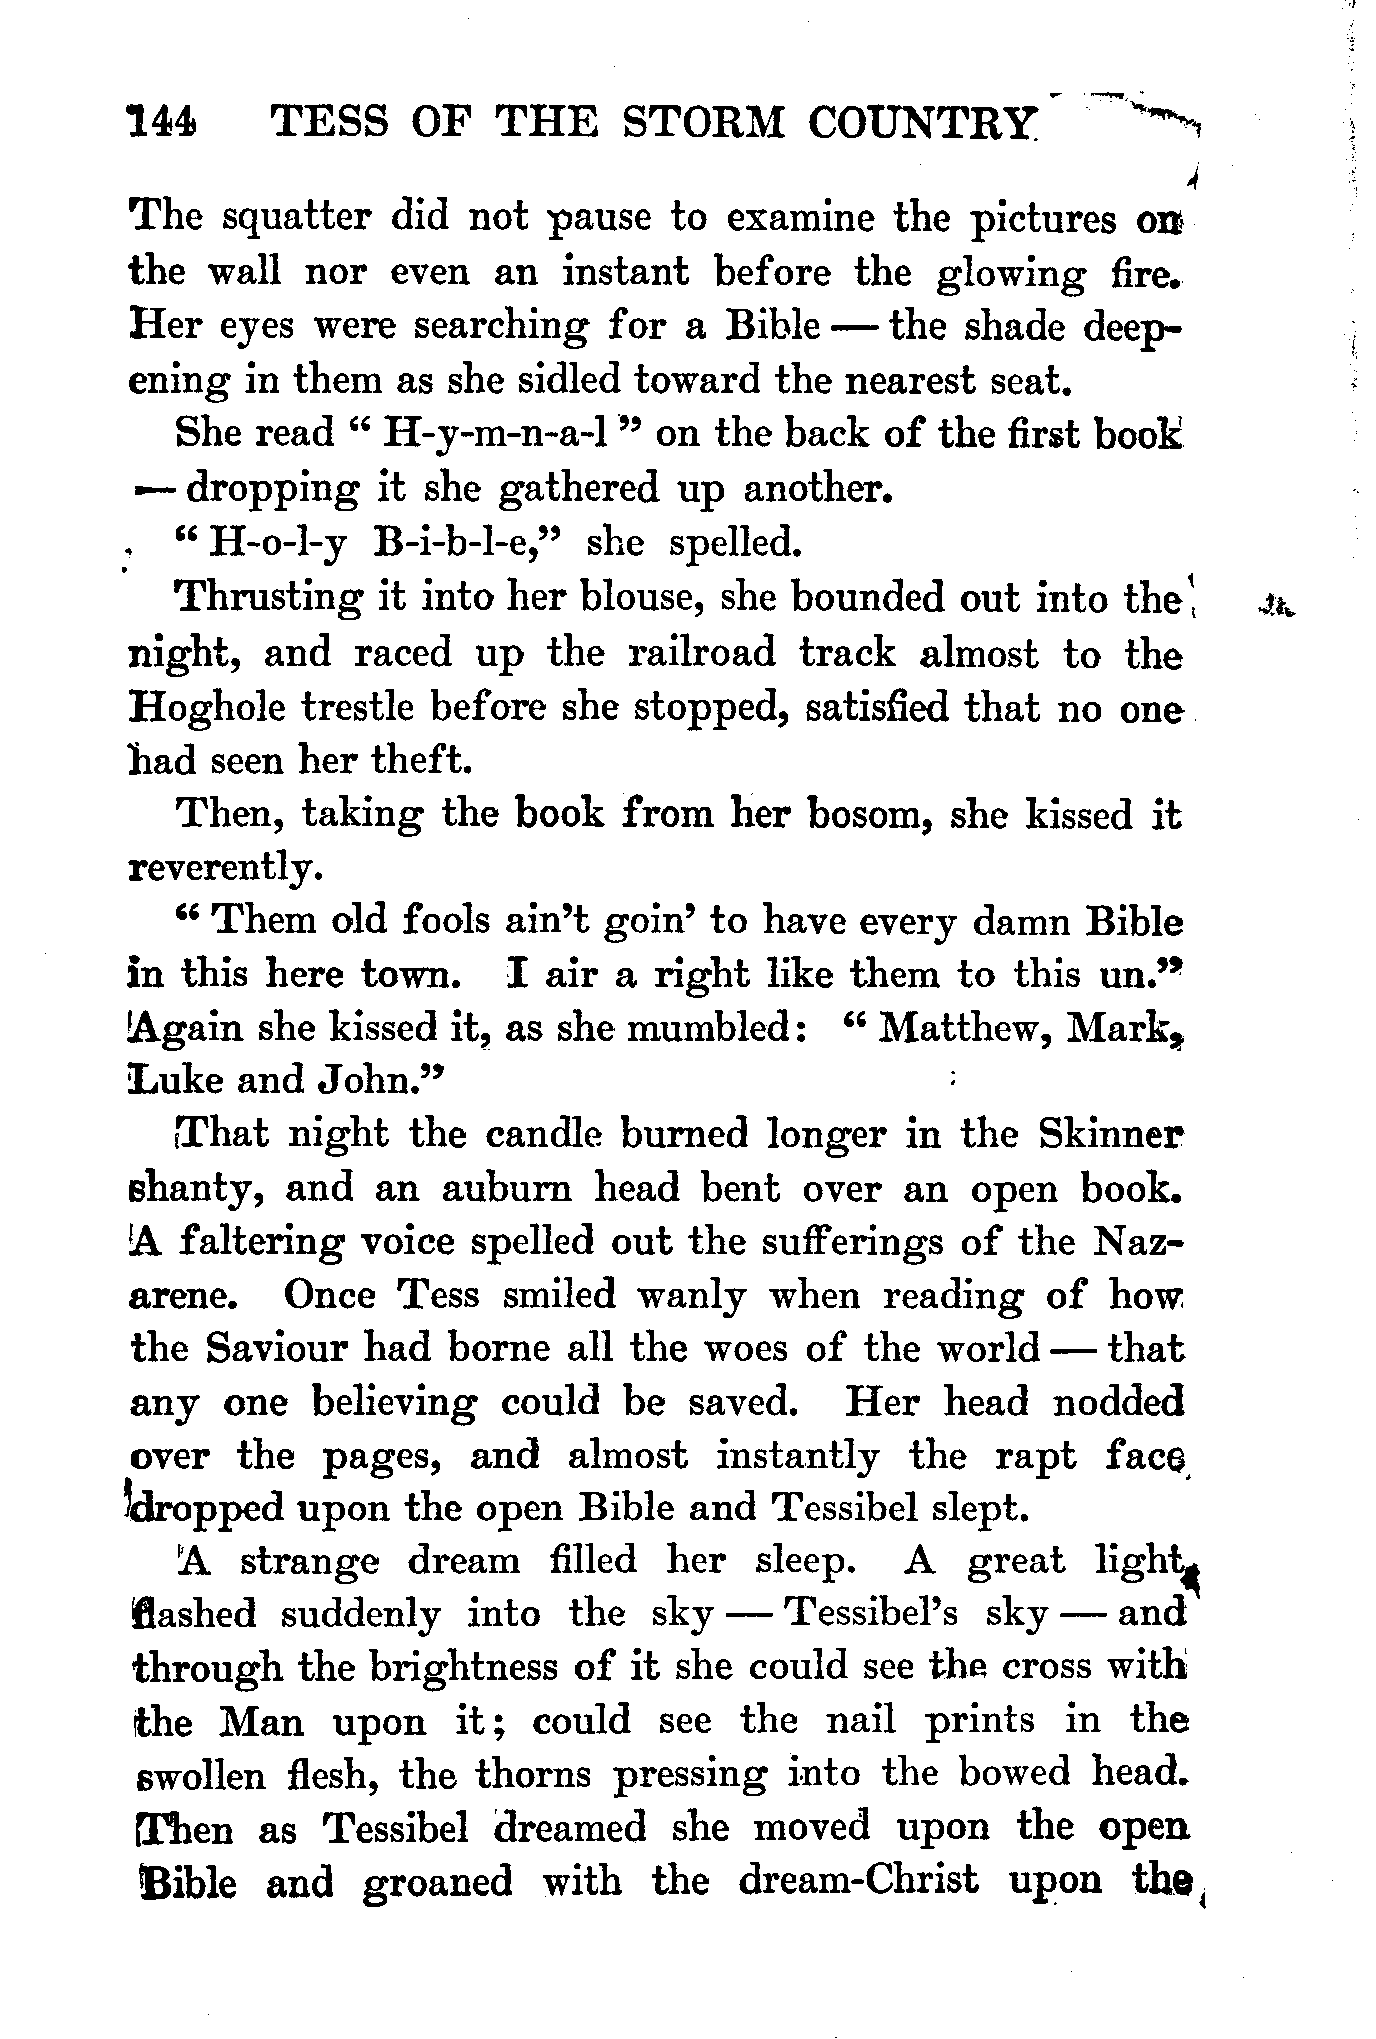 144 TESS OF THE STORM COUNTRY
The squatter did not pause to examine the pictures on
the wall nor even an instant before the glowing fire.
Her eyes were searching for a Bible — the shade deep-
ening in them as she sidled toward the nearest seat.
She read “ H-y-m-n-a-l ” on the back of the first book
— dropping it she gathered up another.
“ H-o-l-y B-i-b-l-e,” she spelled.
Thrusting it into her blouse, she bounded out into the
night, and raced up the railroad track almost to the
Hoghole trestle before she stopped, satisfied that no one
had seen her theft.
Then, taking the book from her bosom, she kissed it
reverently.
“ Them old fools ain’t goin’ to have every damn Bible
in this here town. I air a right like them to this un.”
Again she kissed it, as she mumbled: “ Matthew, Mark,
Luke and John.”
That night the candle burned longer in the Skinner
shanty, and an auburn head bent over an open book.
A faltering voice spelled out the sufferings of the Naz-
arene. Once Tess smiled wanly when reading of how
the Saviour had borne all the woes of the world — that
any one believing could be saved. Her head nodded
over the pages, and almost instantly the rapt face
dropped upon the open Bible and Tessibel slept.
A strange dream filled her sleep. A great light
flashed suddenly into the sky — Tessibel’s sky — and
through the brightness of it she could see the cross with
the Man upon it; could see the nail prints in the
swollen flesh, the thorns pressing into the bowed head.
Then as Tessibel dreamed she moved upon the open
Bible and groaned with the dream-Christ upon the